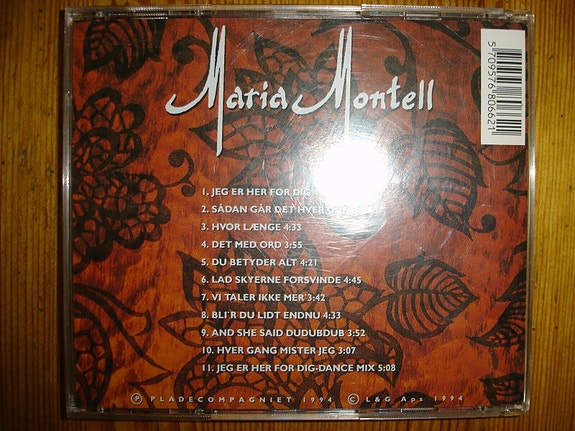 Maria Montell
5 709576 806621
1. JEG ER HER FOR DIG
2. SÅDAN GÅR DET HVER
3. HVOR LÆNGE 4:33
4. DET MED ORD 3:55
5. DU BETYDER ALT 4:21
6. LAD SKYERNE FORSVINDE 4:45
7. VI TALER IKKE MER 3:42
8. BLI'R DU LIDT ENDNU 4:33
9. AND SHE SAID DUDUBDUB 3:52
10. HVER GANG MISTER JEG 3:07
11. JEG ER HER FOR DIG-DANCE MIX 5:08
Ⓟ PLADECOMPAGNIET 1994 © L&G Aps 1994